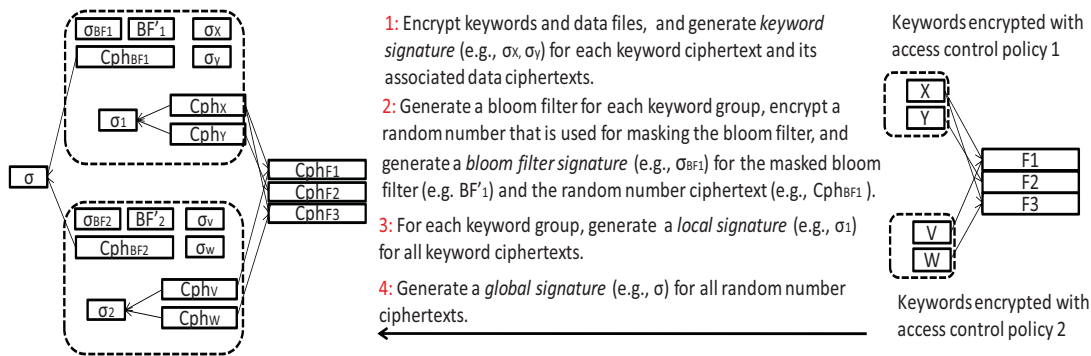 σBF1 BF'1 σX
CphBF1 σy
CphX
σ1
CphY
σ
CphF1
CphF2
CphF3
σBF2 BF'2 σv
CphBF2 σw
CphV
σ2
CphW
1: Encrypt keywords and data files, and generate keyword
signature (e.g., σX, σy) for each keyword ciphertext and its
associated data ciphertexts.
2: Generate a bloom filter for each keyword group, encrypt a
random number that is used for masking the bloom filter, and
generate a bloom filter signature (e.g., σBF1) for the masked bloom
filter (e.g. BF'1) and the random number ciphertext (e.g., CphBF1 ).
3: For each keyword group, generate a local signature (e.g., σ1)
for all keyword ciphertexts.
4: Generate a global signature (e.g., σ) for all random number
ciphertexts.
Keywords encrypted with
access control policy 1
X
Y
F1
F2
F3
V
W
Keywords encrypted with
access control policy 2